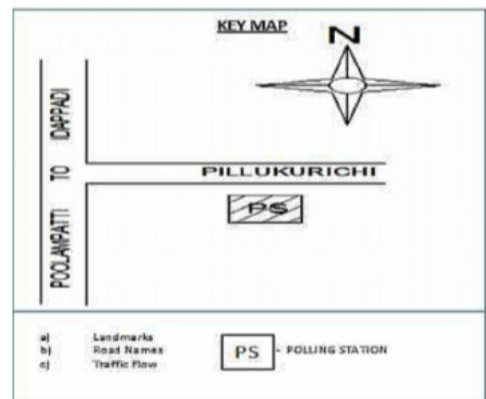 KEY MAP
N
POOLAMPATTI TO IDAPPADI
PILLUKURICHI
PS
a) Landmarks
b) Road Names
c) Traffic Flow
PS - POLLING STATION